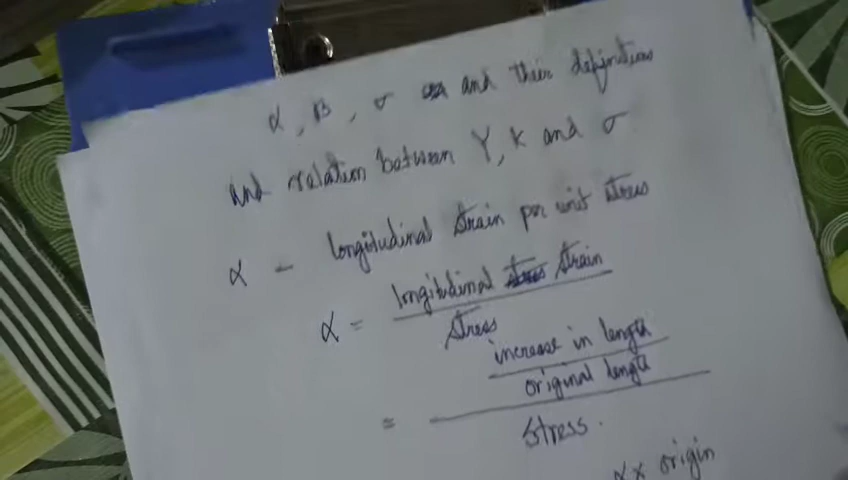 α, β, σ and their definitions
and relation between Y, K and σ
α - longitudinal strain per unit stress
α = longitudinal strain / stress
= increase in length / original length / stress.
α x origin